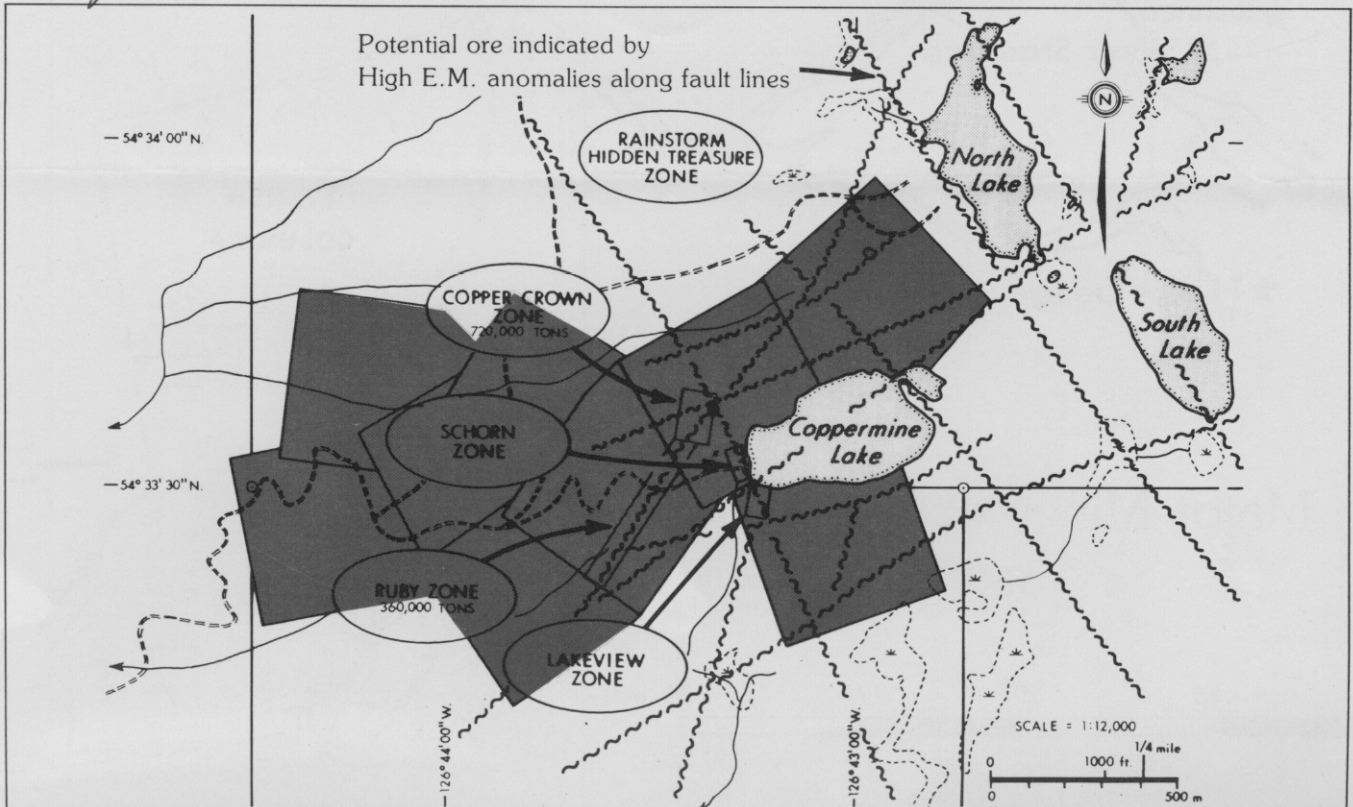 Potential ore indicated by
High E.M. anomalies along fault lines
54° 34' 00" N.
RAINSTORM
HIDDEN TREASURE
ZONE
N
North
Lake
South
Lake
COPPER CROWN
ZONE
720,000 TONS
SCHORN
ZONE
Coppermine
Lake
54° 33' 30" N.
RUBY ZONE
360,000 TONS
LAKEVIEW
ZONE
126° 44' 00" W.
126° 43' 00" W.
SCALE = 1:12,000
1/4 mile
0 1000 ft.
0 500 m